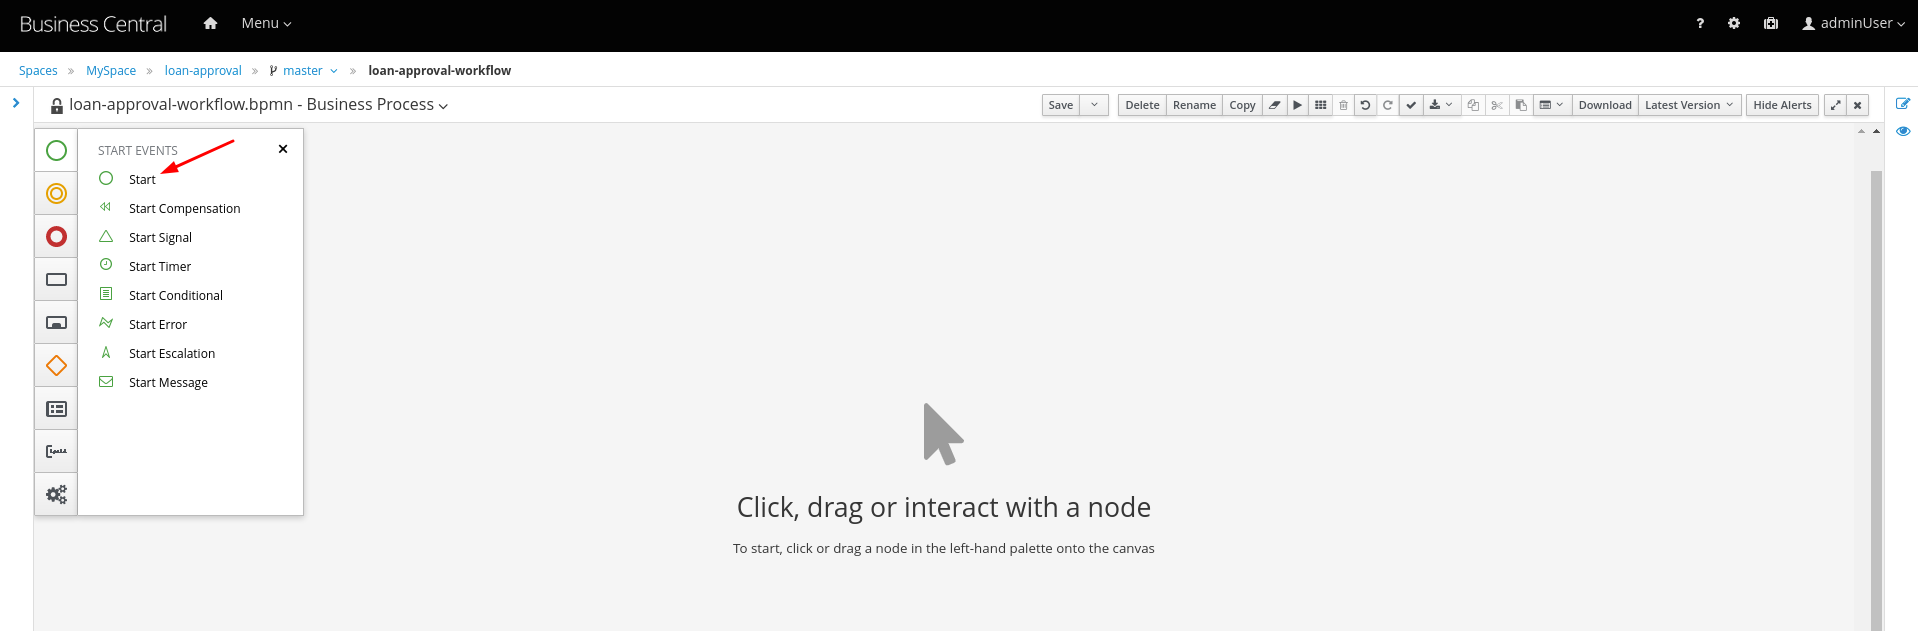 Business Central Menu ? adminUser
Spaces » MySpace » loan-approval » master » loan-approval-workflow
loan-approval-workflow.bpmn - Business Process
Save Delete Rename Copy Download Latest Version Hide Alerts
START EVENTS
Start
Start Compensation
Start Signal
Start Timer
Start Conditional
Start Error
Start Escalation
Start Message
Click, drag or interact with a node
To start, click or drag a node in the left-hand palette onto the canvas